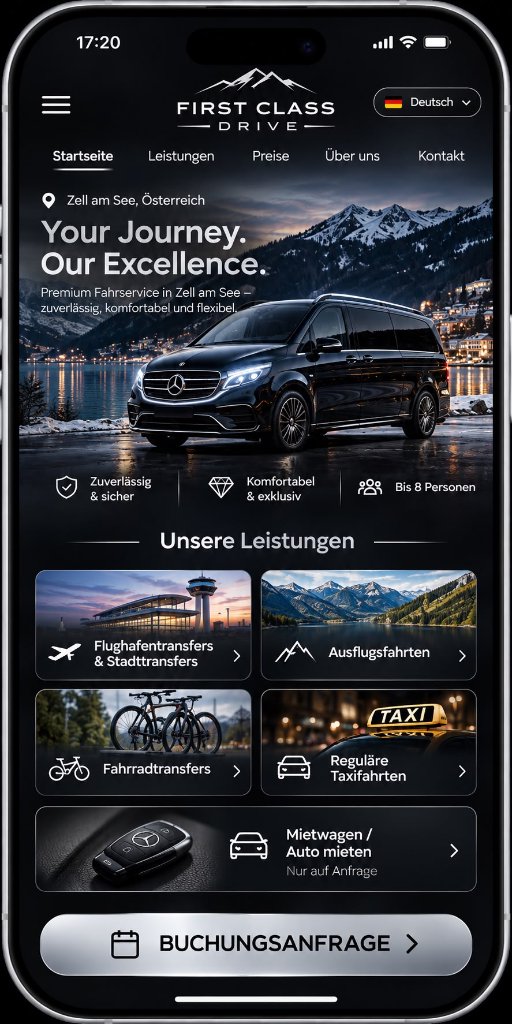 17:20
FIRST CLASS
DRIVE
Deutsch
Startseite Leistungen Preise Über uns Kontakt
Zell am See, Österreich
Your Journey.
Our Excellence.
Premium Fahrservice in Zell am See –
zuverlässig, komfortabel und flexibel.
Zuverlässig
& sicher
Komfortabel
& exklusiv
Bis 8 Personen
Unsere Leistungen
Flughafentransfers
& Stadttransfers
Ausflugsfahrten
Fahrradtransfers
TAXI
Reguläre
Taxifahrten
Mietwagen /
Auto mieten
Nur auf Anfrage
BUCHUNGSANFRAGE